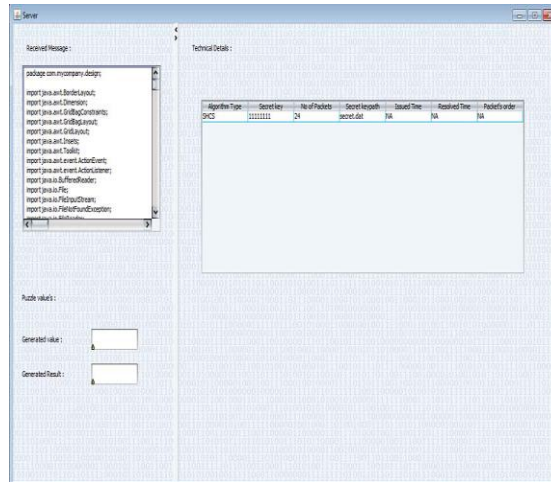 Server
Received Message :
package com.mycompany.design;
import java.awt.BorderLayout;
import java.awt.Dimension;
import java.awt.GridBagConstraints;
import java.awt.GridBagLayout;
import java.awt.GridLayout;
import java.awt.Insets;
import java.awt.Toolkit;
import java.awt.event.ActionEvent;
import java.awt.event.ActionListener;
import java.io.BufferedReader;
import java.io.File;
import java.io.FileInputStream;
import java.io.FileNotFoundException;
Technical Details :
Algorithm Type Secret key No of Packets Secret keypath Issued Time Resolved Time Packet's order
SHCS 11111111 24 secret.dat NA NA NA
Puzzle value's :
Generated value :
Generated Result :